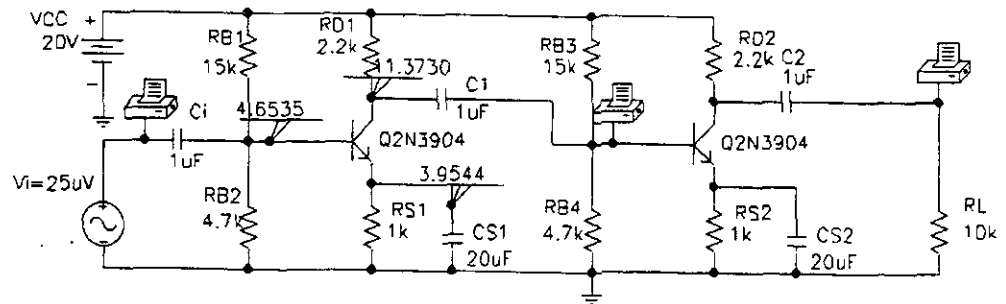 VCC +
20V
−
RB1
15k
RD1
2.2k
11.3730
C1
1uF
RB3
15k
RD2
2.2k
C2
1uF
Ci
1uF
4.6535
Q2N3904
Q2N3904
Vi=25uV
RB2
4.7k
3.9544
RS1
1k
CS1
20uF
RB4
4.7k
RS2
1k
CS2
20uF
RL
10k